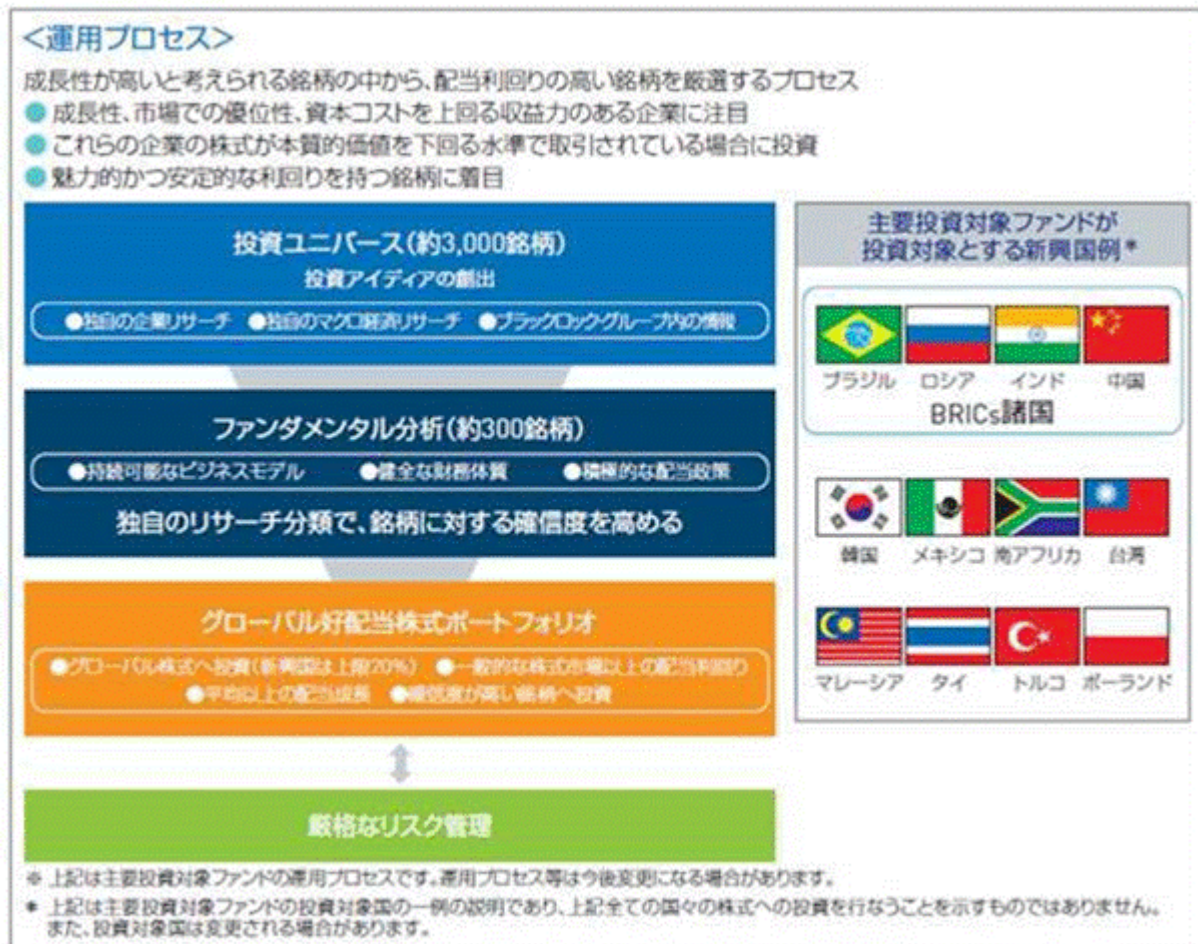 <運用プロセス>
成長性が高いと考えられる銘柄の中から、配当利回りの高い銘柄を厳選するプロセス
● 成長性、市場での優位性、資本コストを上回る収益力のある企業に注目
● これらの企業の株式が本質的価値を下回る水準で取引されている場合に投資
● 魅力的かつ安定的な利回りを持つ銘柄に着目
投資ユニバース(約3,000銘柄)
投資アイディアの創出
●独自の企業リサーチ ●独自のマクロ経済リサーチ ●ブラックロック・グループ内の情報
ファンダメンタル分析(約300銘柄)
●持続可能なビジネスモデル ●健全な財務体質 ●積極的な配当政策
独自のリサーチ分類で、銘柄に対する確信度を高める
グローバル好配当株式ポートフォリオ
●グローバル株式へ投資(新興国は上限20%) ●一般的な株式市場以上の配当利回り
●平均以上の配当成長 ●確信度が高い銘柄へ投資
厳格なリスク管理
主要投資対象ファンドが
投資対象とする新興国例*
ブラジル ロシア インド 中国
BRICs諸国
韓国 メキシコ 南アフリカ 台湾
マレーシア タイ トルコ ポーランド
※ 上記は主要投資対象ファンドの運用プロセスです。運用プロセス等は今後変更になる場合があります。
* 上記は主要投資対象ファンドの投資対象国の一例の説明であり、上記全ての国々の株式への投資を行なうことを示すものではありません。
また、投資対象国は変更される場合があります。